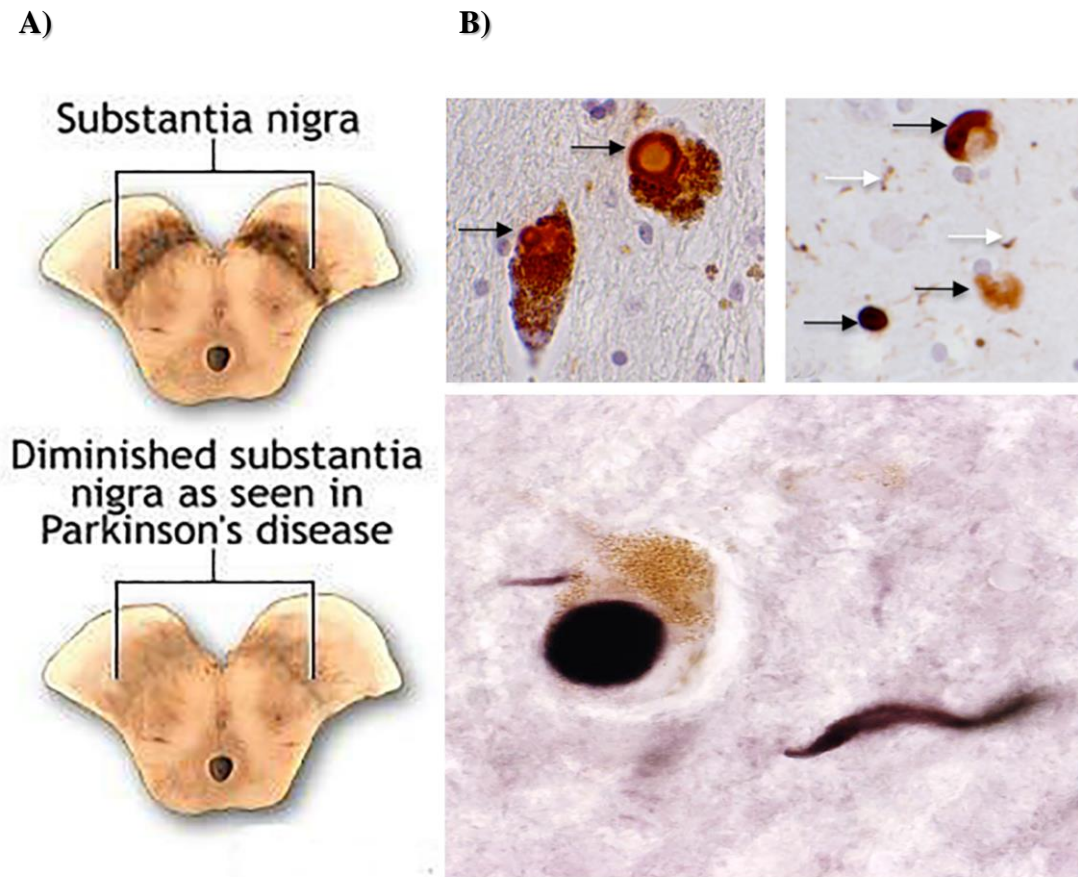 A)
B)
Substantia nigra
Diminished substantia
nigra as seen in
Parkinson's disease